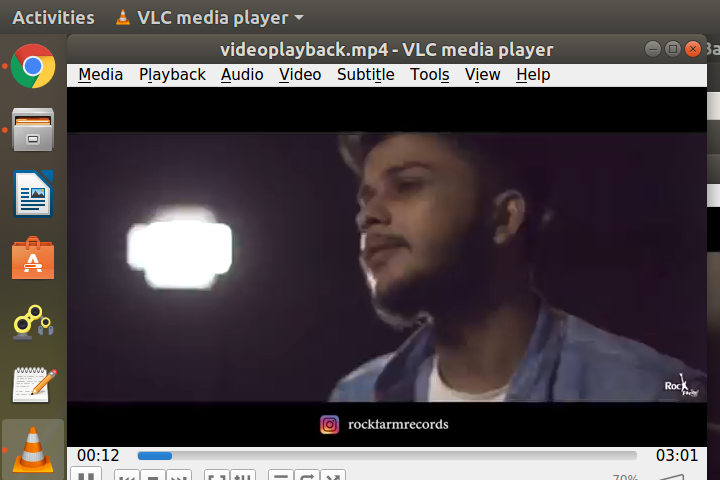 Activities VLC media player
videoplayback.mp4 - VLC media player
Media Playback Audio Video Subtitle Tools View Help
Rock
rockfarmrecords
00:12 03:01
70%